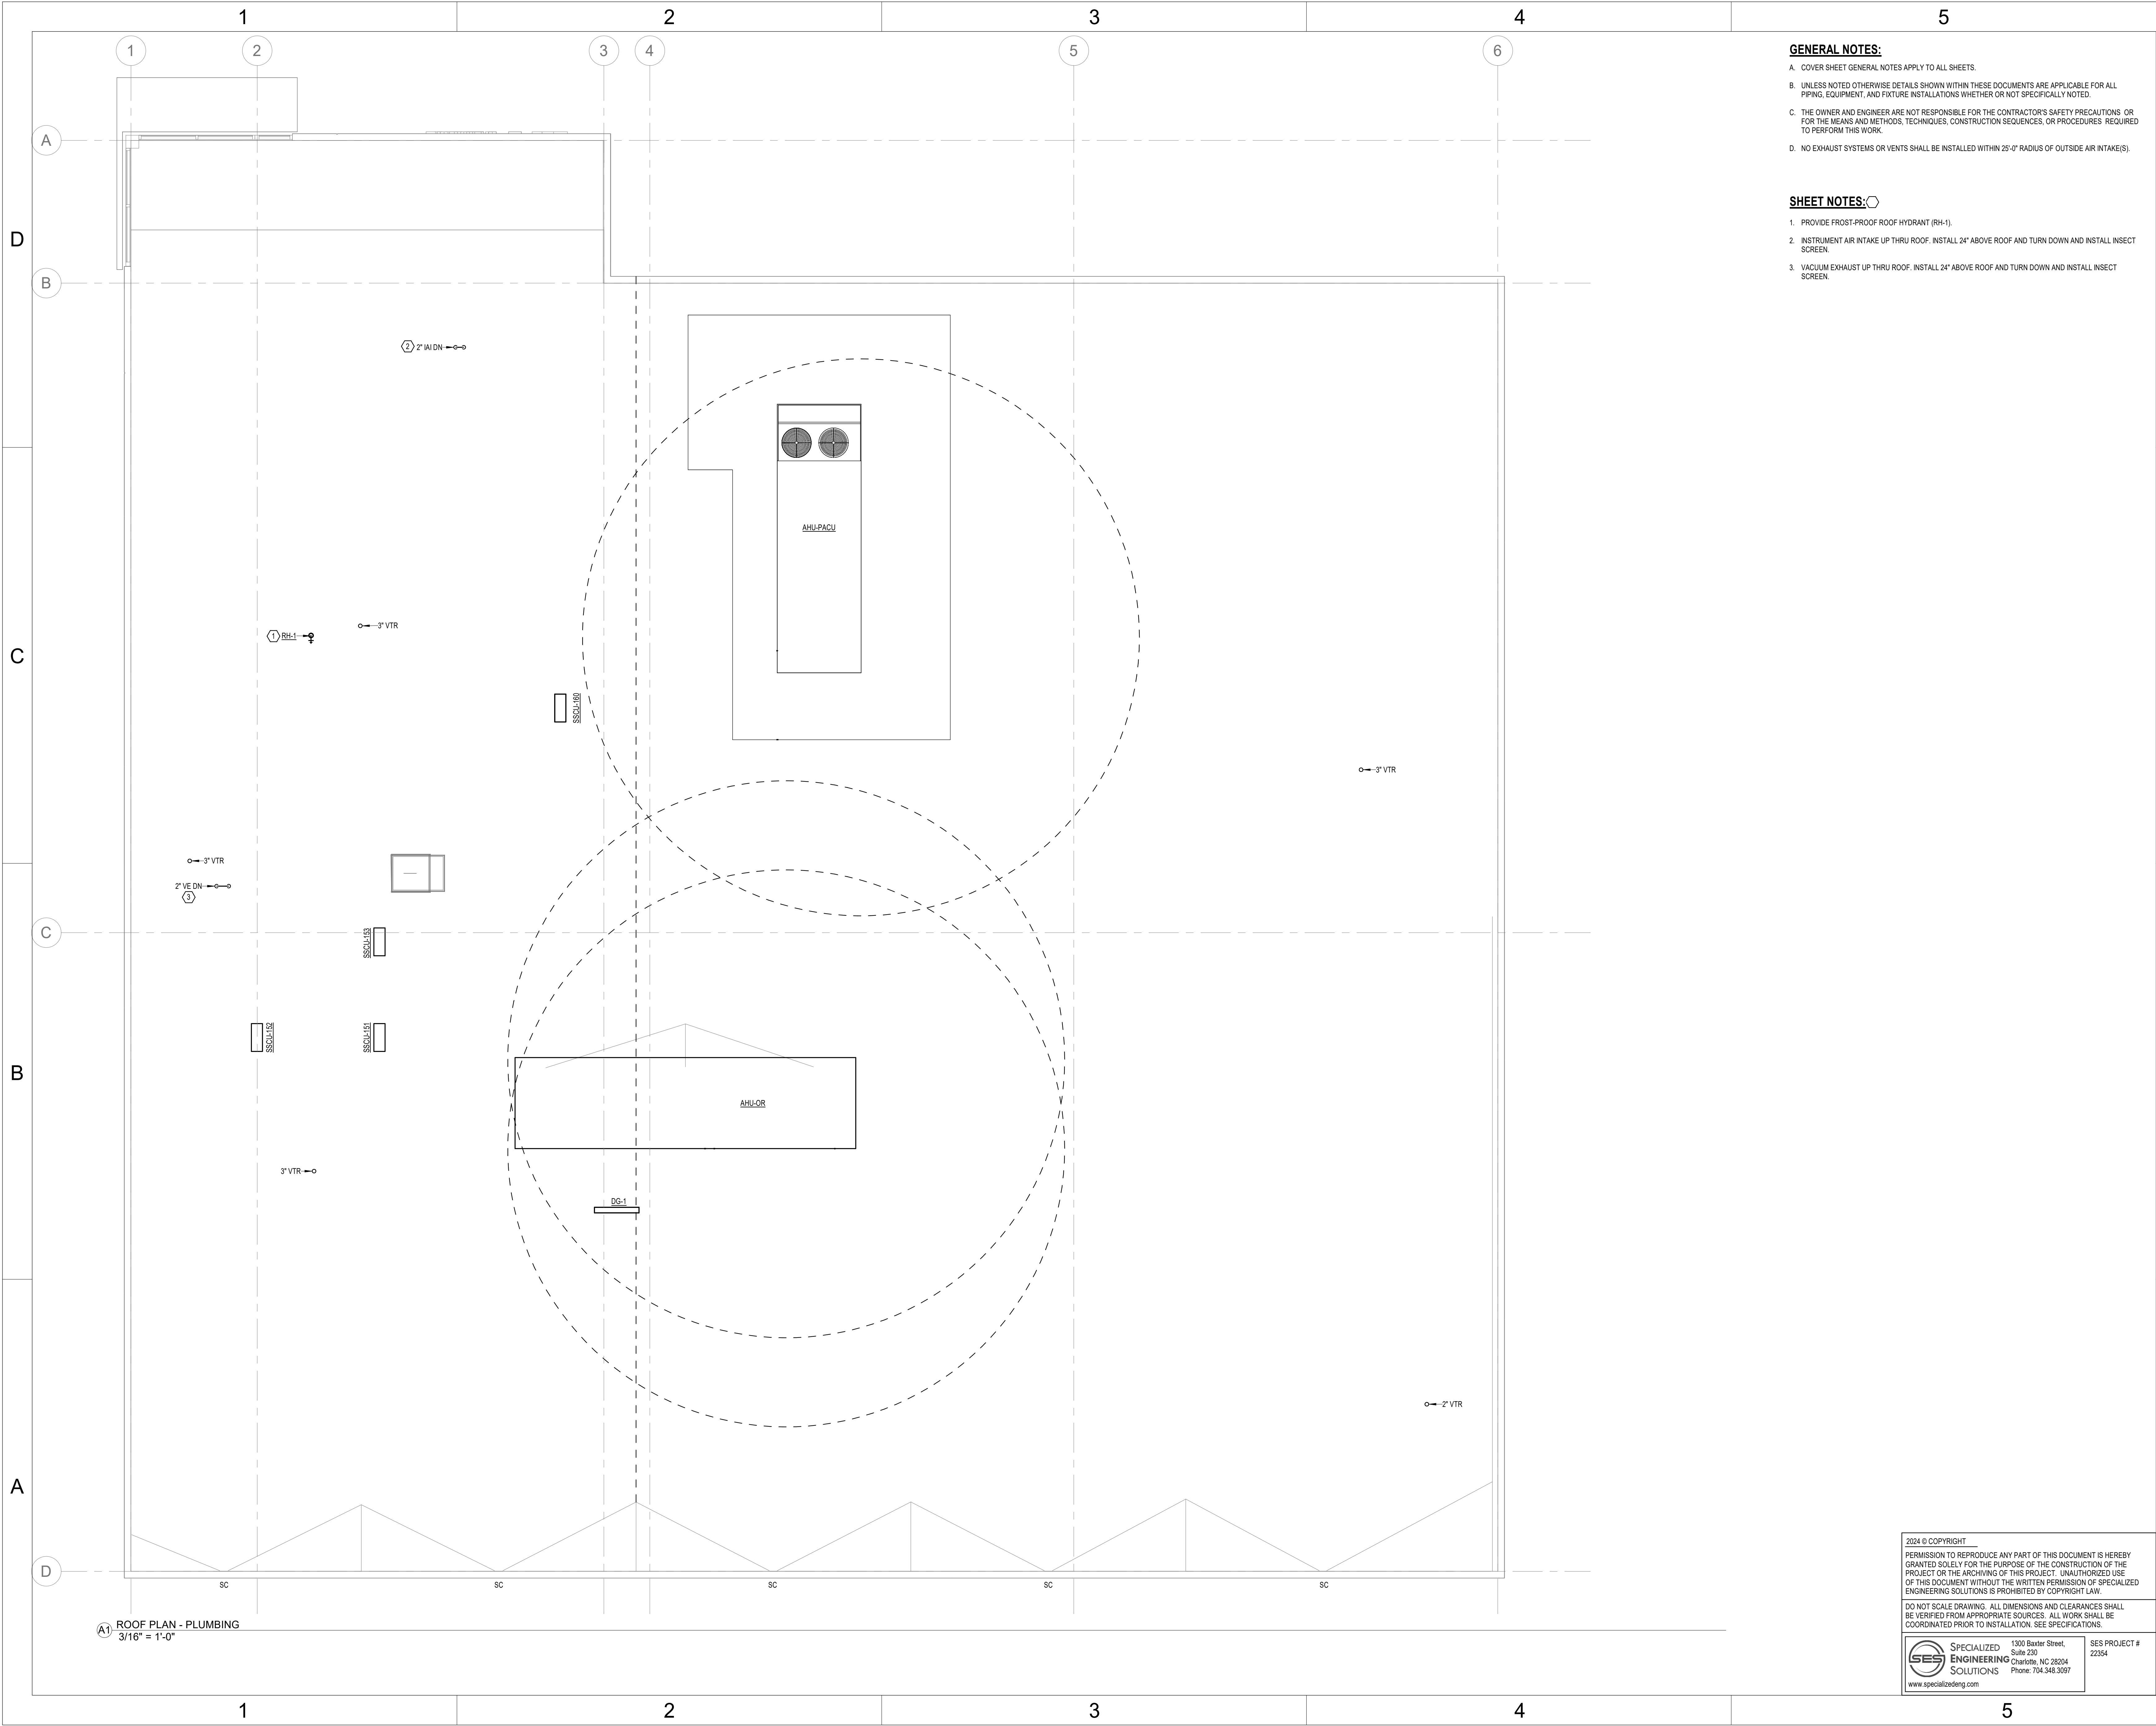 1 2 3 4 5
1 2 3 4 5 6
GENERAL NOTES:
A. COVER SHEET GENERAL NOTES APPLY TO ALL SHEETS.
B. UNLESS NOTED OTHERWISE DETAILS SHOWN WITHIN THESE DOCUMENTS ARE APPLICABLE FOR ALL
PIPING, EQUIPMENT, AND FIXTURE INSTALLATIONS WHETHER OR NOT SPECIFICALLY NOTED.
C. THE OWNER AND ENGINEER ARE NOT RESPONSIBLE FOR THE CONTRACTOR'S SAFETY PRECAUTIONS OR
FOR THE MEANS AND METHODS, TECHNIQUES, CONSTRUCTION SEQUENCES, OR PROCEDURES REQUIRED
TO PERFORM THIS WORK.
D. NO EXHAUST SYSTEMS OR VENTS SHALL BE INSTALLED WITHIN 25'-0" RADIUS OF OUTSIDE AIR INTAKE(S).
SHEET NOTES:
1. PROVIDE FROST-PROOF ROOF HYDRANT (RH-1).
2. INSTRUMENT AIR INTAKE UP THRU ROOF. INSTALL 24" ABOVE ROOF AND TURN DOWN AND INSTALL INSECT
SCREEN.
3. VACUUM EXHAUST UP THRU ROOF. INSTALL 24" ABOVE ROOF AND TURN DOWN AND INSTALL INSECT
SCREEN.
A
D
B
2 2" IAI DN
AHU-PACU
3" VTR
1 RH-1
C
SSCU-160
3" VTR
3" VTR
2" VE DN
3
C
SSCU-153
SSCU-152
SSCU-151
B
AHU-OR
3" VTR
DG-1
2" VTR
A
D
SC SC SC SC SC
A1 ROOF PLAN - PLUMBING
3/16" = 1'-0"
2024 © COPYRIGHT
PERMISSION TO REPRODUCE ANY PART OF THIS DOCUMENT IS HEREBY
GRANTED SOLELY FOR THE PURPOSE OF THE CONSTRUCTION OF THE
PROJECT OR THE ARCHIVING OF THIS PROJECT. UNAUTHORIZED USE
OF THIS DOCUMENT WITHOUT THE WRITTEN PERMISSION OF SPECIALIZED
ENGINEERING SOLUTIONS IS PROHIBITED BY COPYRIGHT LAW.
DO NOT SCALE DRAWING. ALL DIMENSIONS AND CLEARANCES SHALL
BE VERIFIED FROM APPROPRIATE SOURCES. ALL WORK SHALL BE
COORDINATED PRIOR TO INSTALLATION. SEE SPECIFICATIONS.
SES
SPECIALIZED
ENGINEERING
SOLUTIONS
www.specializedeng.com
1300 Baxter Street,
Suite 230
Charlotte, NC 28204
Phone: 704.348.3097
SES PROJECT #
22354
1 2 3 4 5